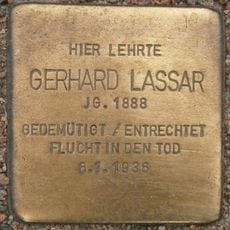 HIER LEHRTE
GERHARD LASSAR
JG. 1888
GEDEMÜTIGT / ENTRECHTET
FLUCHT IN DEN TOD
6.1.1936